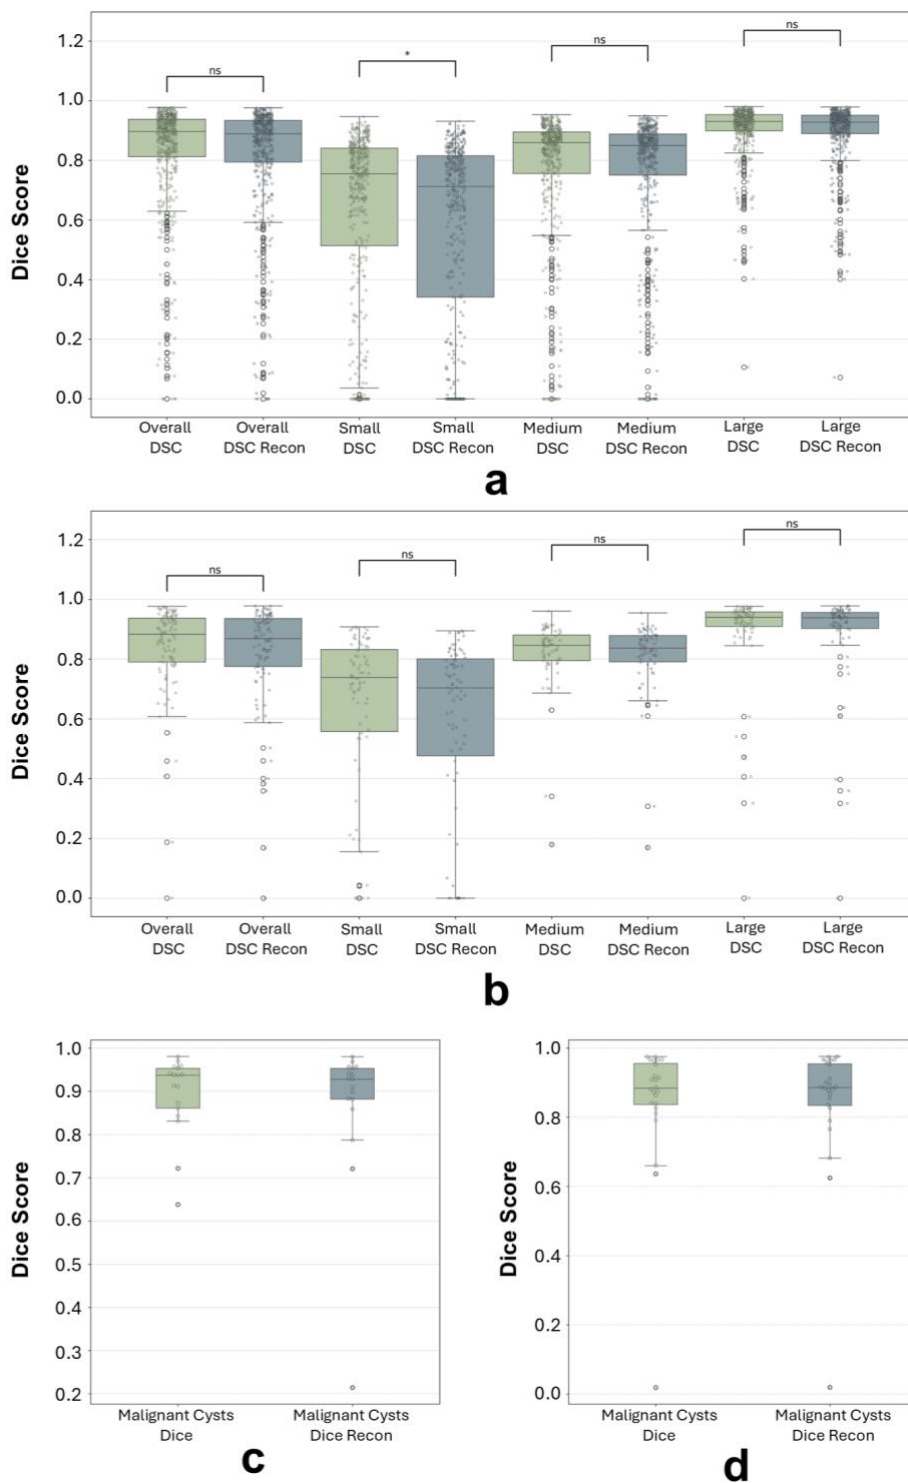 1.2
ns
*
ns
ns
1.0
0.8
0.6
0.4
0.2
0.0
Dice Score
Overall DSC
Overall DSC Recon
Small DSC
Small DSC Recon
Medium DSC
Medium DSC Recon
Large DSC
Large DSC Recon
a
1.2
ns
ns
ns
ns
1.0
0.8
0.6
0.4
0.2
0.0
Dice Score
Overall DSC
Overall DSC Recon
Small DSC
Small DSC Recon
Medium DSC
Medium DSC Recon
Large DSC
Large DSC Recon
b
1.0
0.9
0.8
0.7
0.6
0.5
0.4
0.3
0.2
Dice Score
Malignant Cysts Dice
Malignant Cysts Dice Recon
c
1.0
0.8
0.6
0.4
0.2
0.0
Dice Score
Malignant Cysts Dice
Malignant Cysts Dice Recon
d